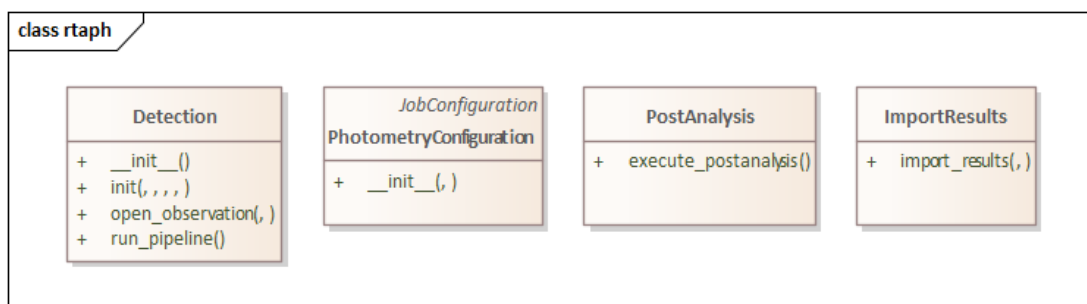 class rtaph
Detection
+ __init__()
+ init(, , , , )
+ open_observation(, )
+ run_pipeline()
JobConfiguration
PhotometryConfiguration
+ __init__(, )
PostAnalysis
+ execute_postanalysis()
ImportResults
+ import_results(, )